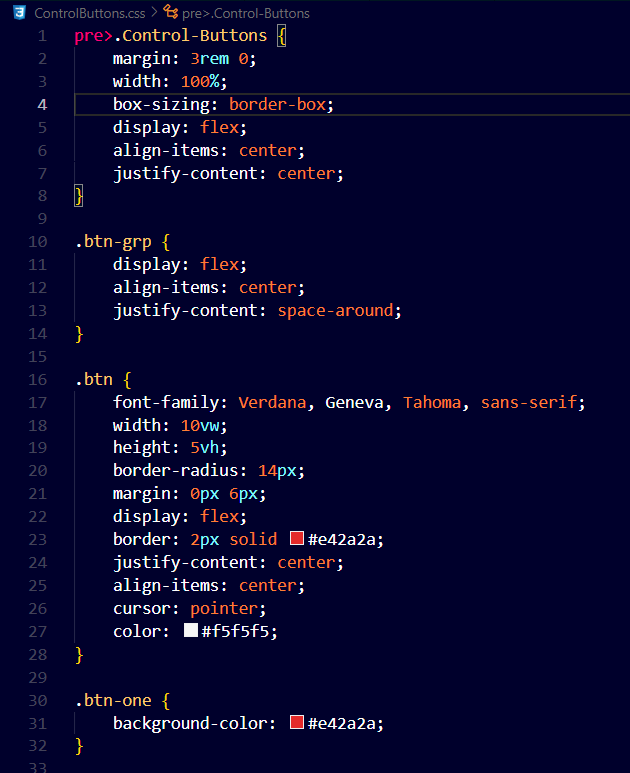 ControlButtons.css > pre>.Control-Buttons
1 pre>.Control-Buttons {
2     margin: 3rem 0;
3     width: 100%;
4     box-sizing: border-box;
5     display: flex;
6     align-items: center;
7     justify-content: center;
8 }
9
10 .btn-grp {
11     display: flex;
12     align-items: center;
13     justify-content: space-around;
14 }
15
16 .btn {
17     font-family: Verdana, Geneva, Tahoma, sans-serif;
18     width: 10vw;
19     height: 5vh;
20     border-radius: 14px;
21     margin: 0px 6px;
22     display: flex;
23     border: 2px solid #e42a2a;
24     justify-content: center;
25     align-items: center;
26     cursor: pointer;
27     color: #f5f5f5;
28 }
29
30 .btn-one {
31     background-color: #e42a2a;
32 }
33